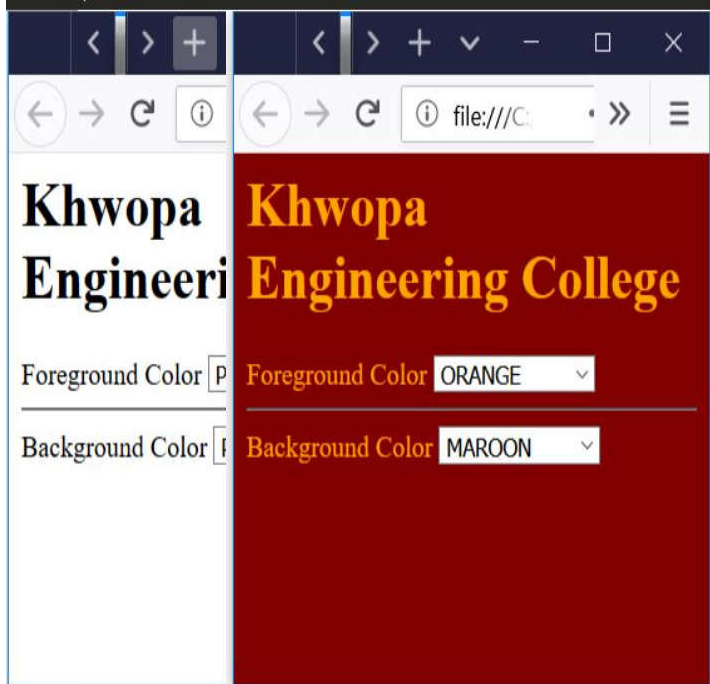 file:///C:
Khwopa
Engineeri
Foreground Color P
Background Color
Khwopa
Engineering College
Foreground Color ORANGE
Background Color MAROON